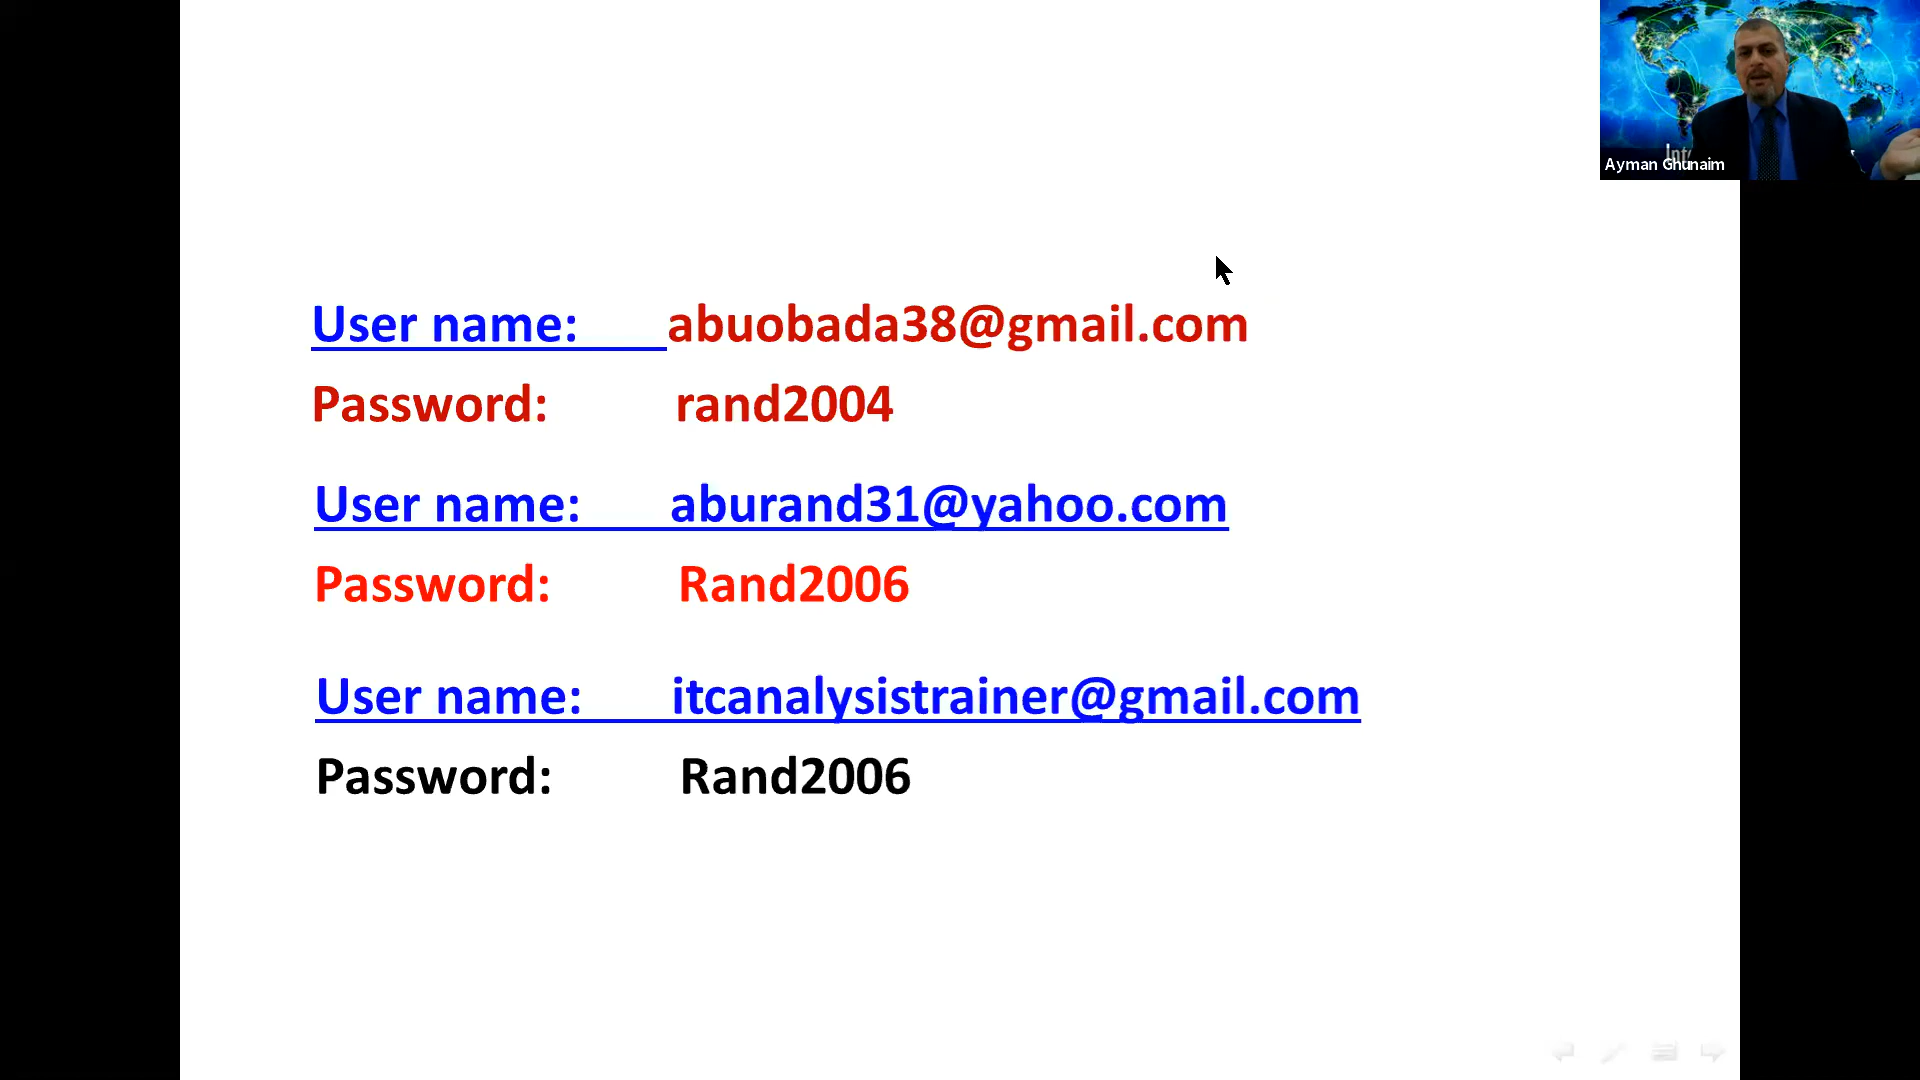 Ayman Ghunaim
User name: abuobada38@gmail.com
Password: rand2004
User name: aburand31@yahoo.com
Password: Rand2006
User name: itcanalysistrainer@gmail.com
Password: Rand2006